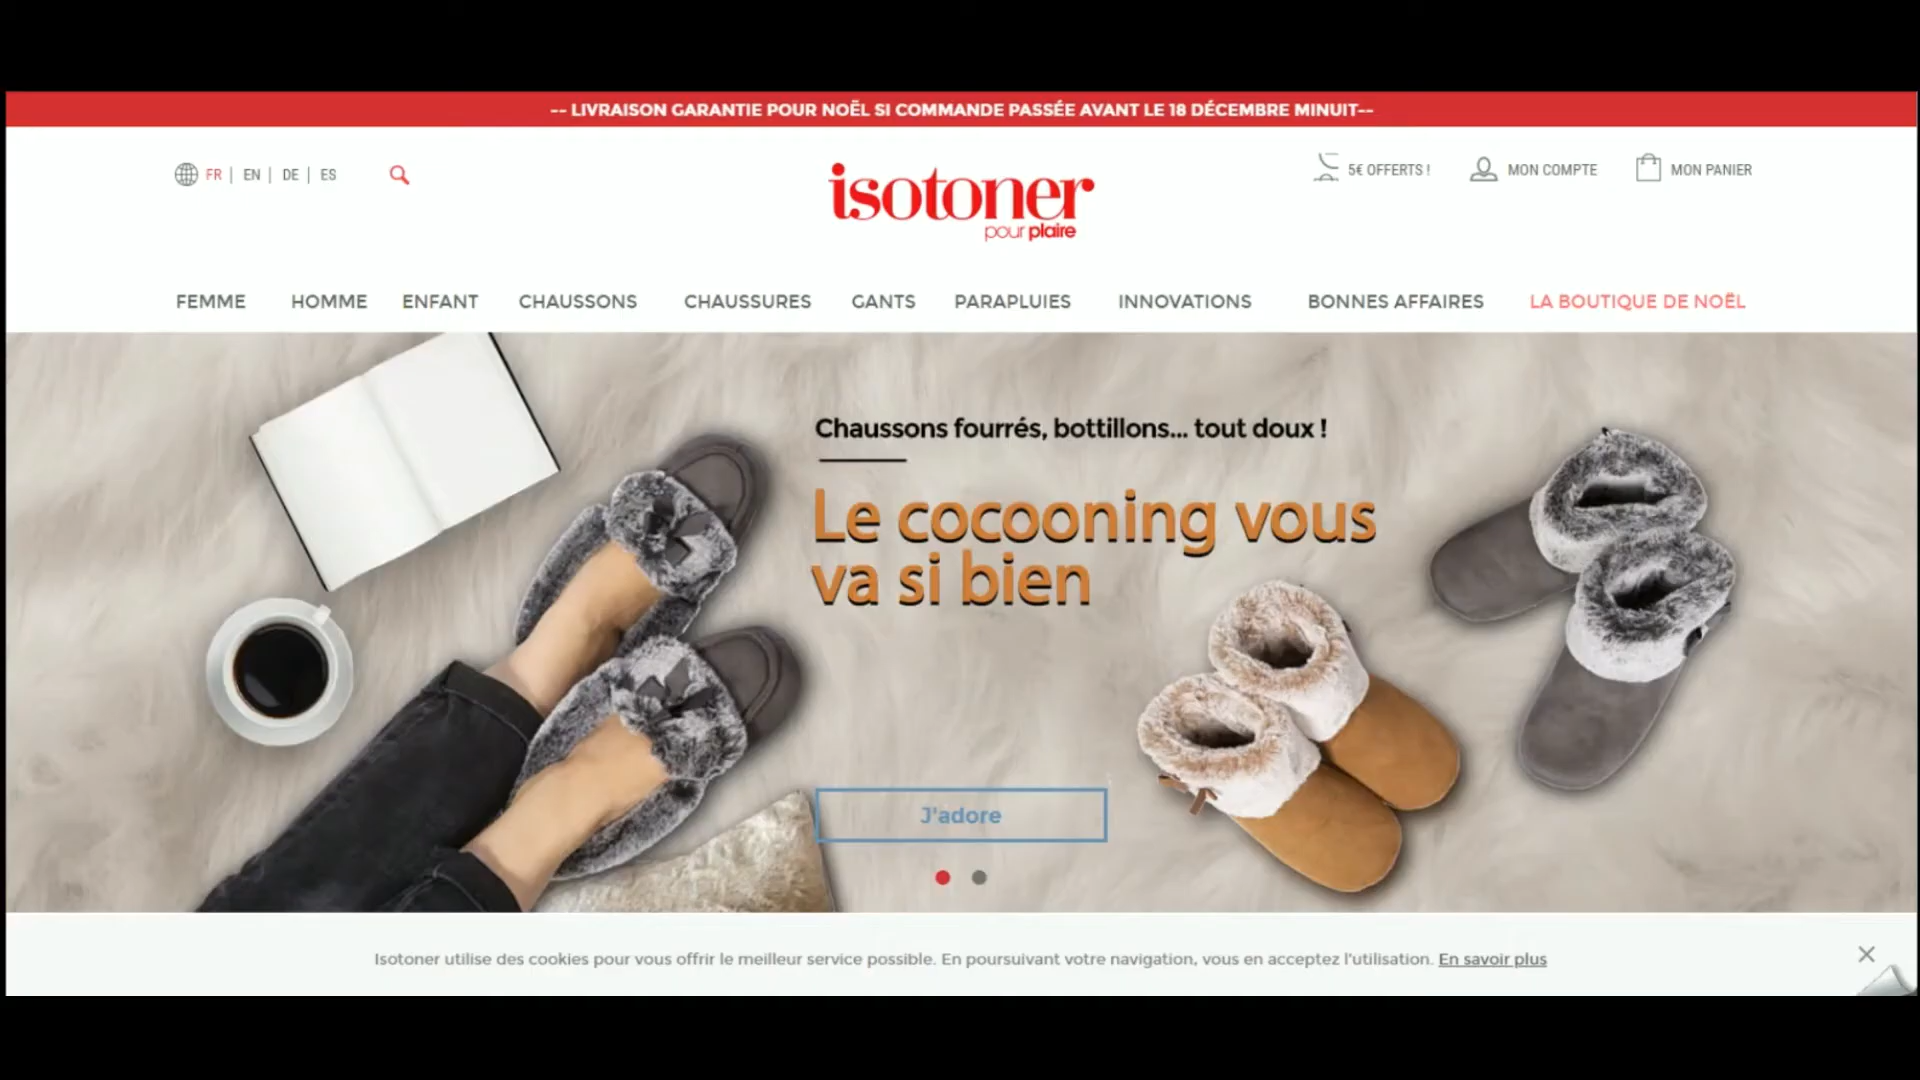 -- LIVRAISON GARANTIE POUR NOËL SI COMMANDE PASSÉE AVANT LE 18 DÉCEMBRE MINUIT--
FR | EN | DE | ES
isotoner
pour plaire
5€ OFFERTS !
MON COMPTE
MON PANIER
FEMME HOMME ENFANT CHAUSSONS CHAUSSURES GANTS PARAPLUIES INNOVATIONS BONNES AFFAIRES LA BOUTIQUE DE NOËL
Chaussons fourrés, bottillons... tout doux !
Le cocooning vous
va si bien
J'adore
Isotoner utilise des cookies pour vous offrir le meilleur service possible. En poursuivant votre navigation, vous en acceptez l'utilisation. En savoir plus